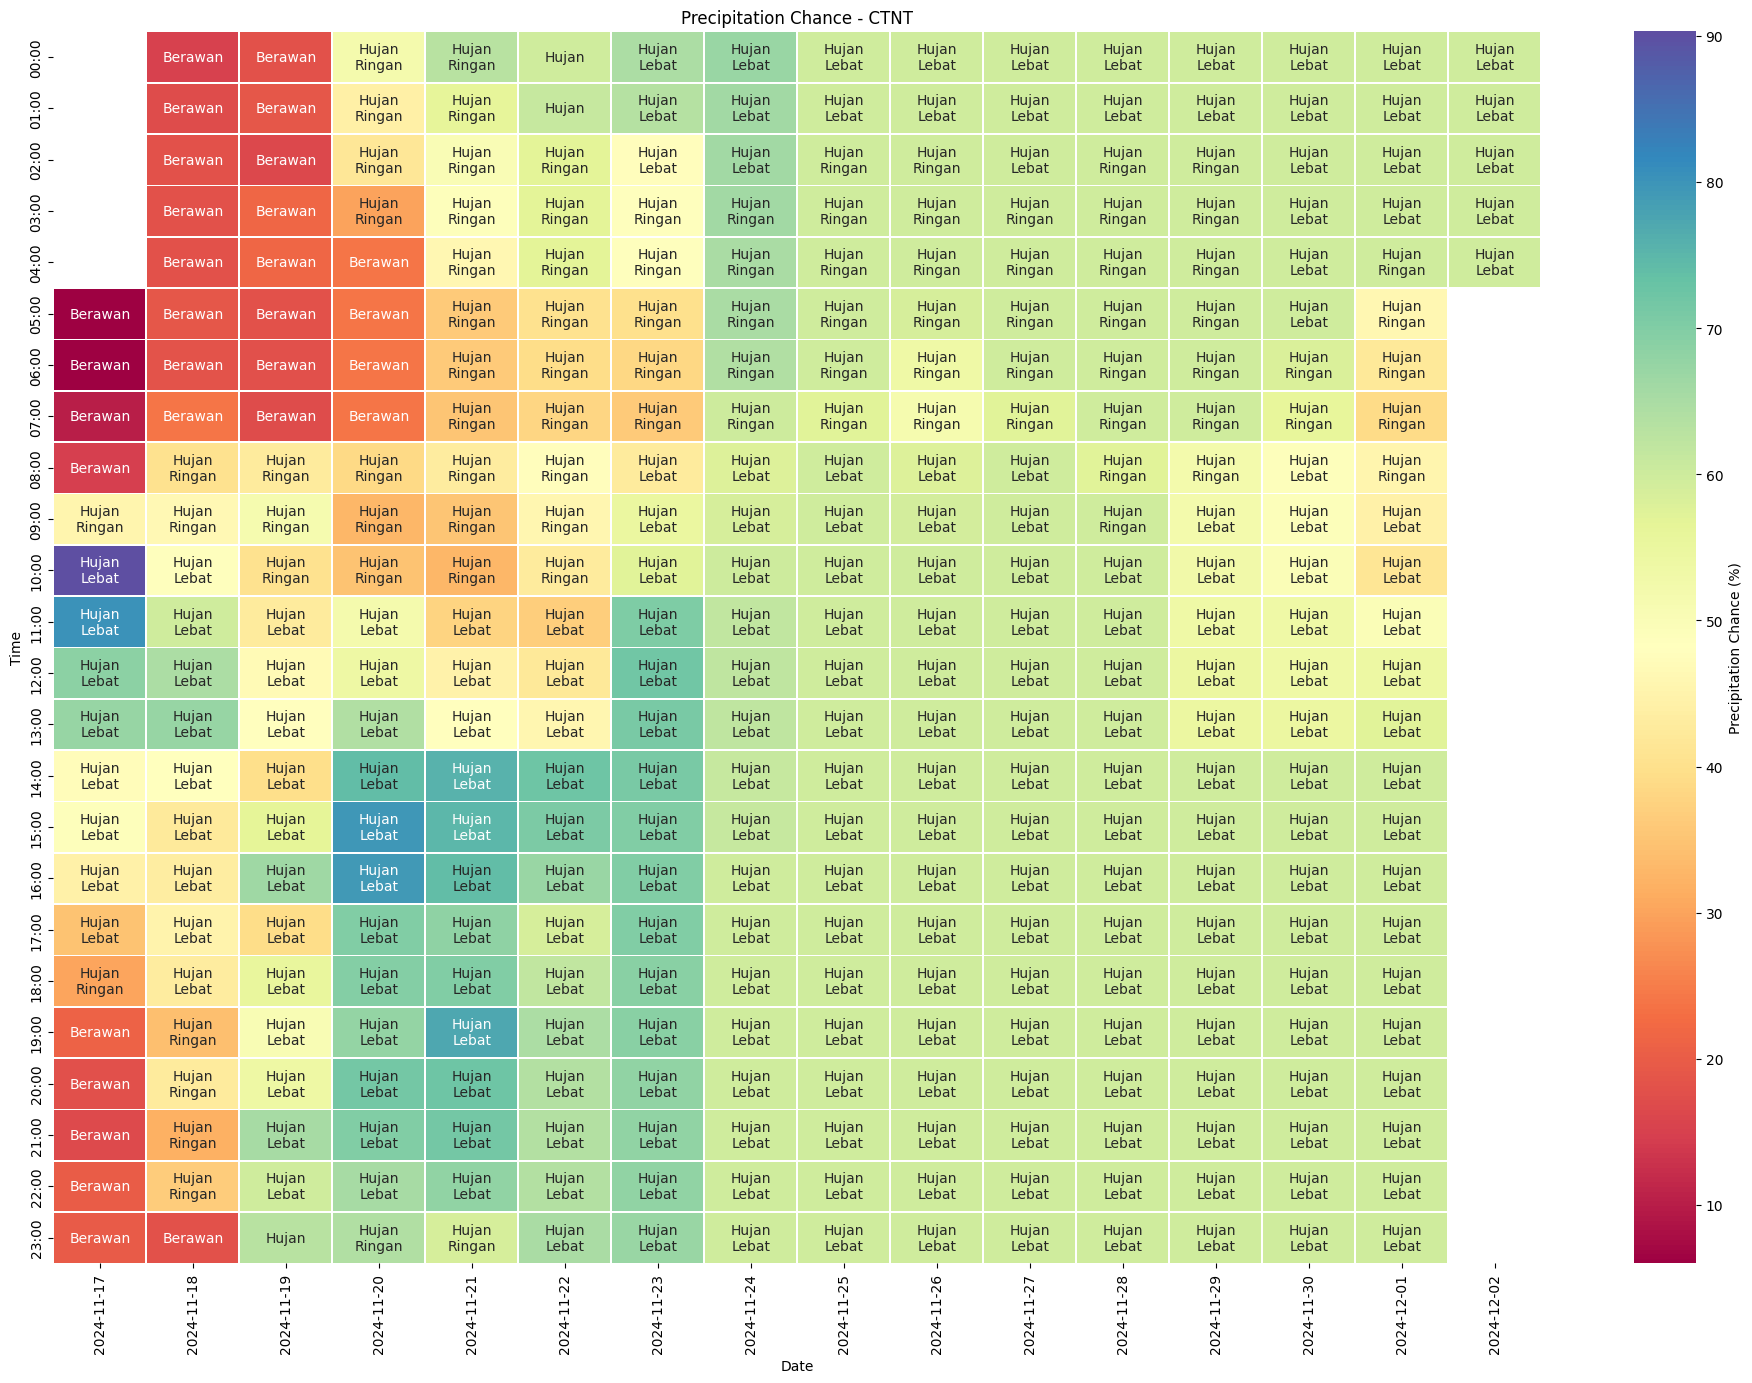 Precipitation Chance - CTNT
00:00 Berawan Berawan Hujan Ringan Hujan Ringan Hujan Hujan Lebat Hujan Lebat Hujan Lebat Hujan Lebat Hujan Lebat Hujan Lebat Hujan Lebat Hujan Lebat Hujan Lebat Hujan Lebat
01:00 Berawan Berawan Hujan Ringan Hujan Ringan Hujan Hujan Lebat Hujan Lebat Hujan Lebat Hujan Lebat Hujan Lebat Hujan Lebat Hujan Lebat Hujan Lebat Hujan Lebat Hujan Lebat
02:00 Berawan Berawan Hujan Ringan Hujan Ringan Hujan Ringan Hujan Lebat Hujan Lebat Hujan Ringan Hujan Ringan Hujan Lebat Hujan Ringan Hujan Ringan Hujan Lebat Hujan Lebat Hujan Lebat
03:00 Berawan Berawan Hujan Ringan Hujan Ringan Hujan Ringan Hujan Ringan Hujan Ringan Hujan Ringan Hujan Ringan Hujan Ringan Hujan Ringan Hujan Ringan Hujan Lebat Hujan Lebat Hujan Lebat
04:00 Berawan Berawan Berawan Hujan Ringan Hujan Ringan Hujan Ringan Hujan Ringan Hujan Ringan Hujan Ringan Hujan Ringan Hujan Ringan Hujan Ringan Hujan Lebat Hujan Ringan Hujan Lebat
05:00 Berawan Berawan Berawan Berawan Hujan Ringan Hujan Ringan Hujan Ringan Hujan Ringan Hujan Ringan Hujan Ringan Hujan Ringan Hujan Ringan Hujan Ringan Hujan Lebat Hujan Ringan
06:00 Berawan Berawan Berawan Berawan Hujan Ringan Hujan Ringan Hujan Ringan Hujan Ringan Hujan Ringan Hujan Ringan Hujan Ringan Hujan Ringan Hujan Ringan Hujan Ringan Hujan Ringan
07:00 Berawan Berawan Berawan Berawan Hujan Ringan Hujan Ringan Hujan Ringan Hujan Ringan Hujan Ringan Hujan Ringan Hujan Ringan Hujan Ringan Hujan Ringan Hujan Ringan Hujan Ringan
08:00 Berawan Hujan Ringan Hujan Ringan Hujan Ringan Hujan Ringan Hujan Ringan Hujan Lebat Hujan Lebat Hujan Lebat Hujan Lebat Hujan Lebat Hujan Ringan Hujan Ringan Hujan Lebat Hujan Ringan
09:00 Hujan Ringan Hujan Ringan Hujan Ringan Hujan Ringan Hujan Ringan Hujan Ringan Hujan Lebat Hujan Lebat Hujan Lebat Hujan Lebat Hujan Lebat Hujan Ringan Hujan Lebat Hujan Lebat Hujan Lebat
10:00 Hujan Lebat Hujan Lebat Hujan Ringan Hujan Ringan Hujan Ringan Hujan Ringan Hujan Lebat Hujan Lebat Hujan Lebat Hujan Lebat Hujan Lebat Hujan Lebat Hujan Lebat Hujan Lebat Hujan Lebat
11:00 Hujan Lebat Hujan Lebat Hujan Lebat Hujan Lebat Hujan Lebat Hujan Lebat Hujan Lebat Hujan Lebat Hujan Lebat Hujan Lebat Hujan Lebat Hujan Lebat Hujan Lebat Hujan Lebat Hujan Lebat
12:00 Hujan Lebat Hujan Lebat Hujan Lebat Hujan Lebat Hujan Lebat Hujan Lebat Hujan Lebat Hujan Lebat Hujan Lebat Hujan Lebat Hujan Lebat Hujan Lebat Hujan Lebat Hujan Lebat Hujan Lebat
13:00 Hujan Lebat Hujan Lebat Hujan Lebat Hujan Lebat Hujan Lebat Hujan Lebat Hujan Lebat Hujan Lebat Hujan Lebat Hujan Lebat Hujan Lebat Hujan Lebat Hujan Lebat Hujan Lebat Hujan Lebat
14:00 Hujan Lebat Hujan Lebat Hujan Lebat Hujan Lebat Hujan Lebat Hujan Lebat Hujan Lebat Hujan Lebat Hujan Lebat Hujan Lebat Hujan Lebat Hujan Lebat Hujan Lebat Hujan Lebat Hujan Lebat
15:00 Hujan Lebat Hujan Lebat Hujan Lebat Hujan Lebat Hujan Lebat Hujan Lebat Hujan Lebat Hujan Lebat Hujan Lebat Hujan Lebat Hujan Lebat Hujan Lebat Hujan Lebat Hujan Lebat Hujan Lebat
16:00 Hujan Lebat Hujan Lebat Hujan Lebat Hujan Lebat Hujan Lebat Hujan Lebat Hujan Lebat Hujan Lebat Hujan Lebat Hujan Lebat Hujan Lebat Hujan Lebat Hujan Lebat Hujan Lebat Hujan Lebat
17:00 Hujan Lebat Hujan Lebat Hujan Lebat Hujan Lebat Hujan Lebat Hujan Lebat Hujan Lebat Hujan Lebat Hujan Lebat Hujan Lebat Hujan Lebat Hujan Lebat Hujan Lebat Hujan Lebat Hujan Lebat
18:00 Hujan Ringan Hujan Lebat Hujan Lebat Hujan Lebat Hujan Lebat Hujan Lebat Hujan Lebat Hujan Lebat Hujan Lebat Hujan Lebat Hujan Lebat Hujan Lebat Hujan Lebat Hujan Lebat Hujan Lebat
19:00 Berawan Hujan Ringan Hujan Lebat Hujan Lebat Hujan Lebat Hujan Lebat Hujan Lebat Hujan Lebat Hujan Lebat Hujan Lebat Hujan Lebat Hujan Lebat Hujan Lebat Hujan Lebat Hujan Lebat
20:00 Berawan Hujan Ringan Hujan Lebat Hujan Lebat Hujan Lebat Hujan Lebat Hujan Lebat Hujan Lebat Hujan Lebat Hujan Lebat Hujan Lebat Hujan Lebat Hujan Lebat Hujan Lebat Hujan Lebat
21:00 Berawan Hujan Ringan Hujan Lebat Hujan Lebat Hujan Lebat Hujan Lebat Hujan Lebat Hujan Lebat Hujan Lebat Hujan Lebat Hujan Lebat Hujan Lebat Hujan Lebat Hujan Lebat Hujan Lebat
22:00 Berawan Hujan Ringan Hujan Lebat Hujan Lebat Hujan Lebat Hujan Lebat Hujan Lebat Hujan Lebat Hujan Lebat Hujan Lebat Hujan Lebat Hujan Lebat Hujan Lebat Hujan Lebat Hujan Lebat
23:00 Berawan Berawan Hujan Hujan Ringan Hujan Ringan Hujan Lebat Hujan Lebat Hujan Lebat Hujan Lebat Hujan Lebat Hujan Lebat Hujan Lebat Hujan Lebat Hujan Lebat Hujan Lebat
Time
2024-11-17 2024-11-18 2024-11-19 2024-11-20 2024-11-21 2024-11-22 2024-11-23 2024-11-24 2024-11-25 2024-11-26 2024-11-27 2024-11-28 2024-11-29 2024-11-30 2024-12-01 2024-12-02
Date
90
80
70
60
50
40
30
20
10
Precipitation Chance (%)